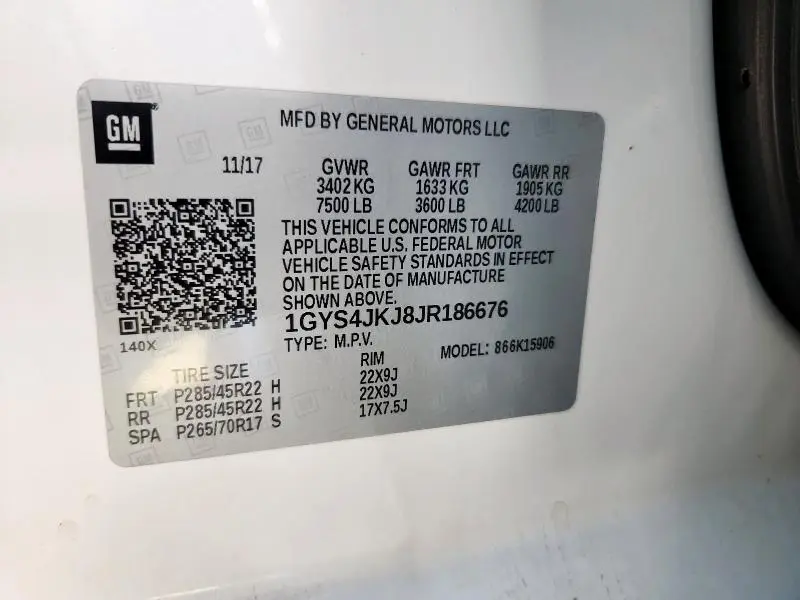 GM
MFD BY GENERAL MOTORS LLC
11/17 GVWR GAWR FRT GAWR RR
3402 KG 1633 KG 1905 KG
7500 LB 3600 LB 4200 LB
THIS VEHICLE CONFORMS TO ALL
APPLICABLE U.S. FEDERAL MOTOR
VEHICLE SAFETY STANDARDS IN EFFECT
ON THE DATE OF MANUFACTURE
SHOWN ABOVE.
1GYS4JKJ8JR186676
140X
TYPE: M.P.V. MODEL: 866K15906
TIRE SIZE RIM
FRT P285/45R22 H 22X9J
RR P285/45R22 H 22X9J
SPA P265/70R17 S 17X7.5J